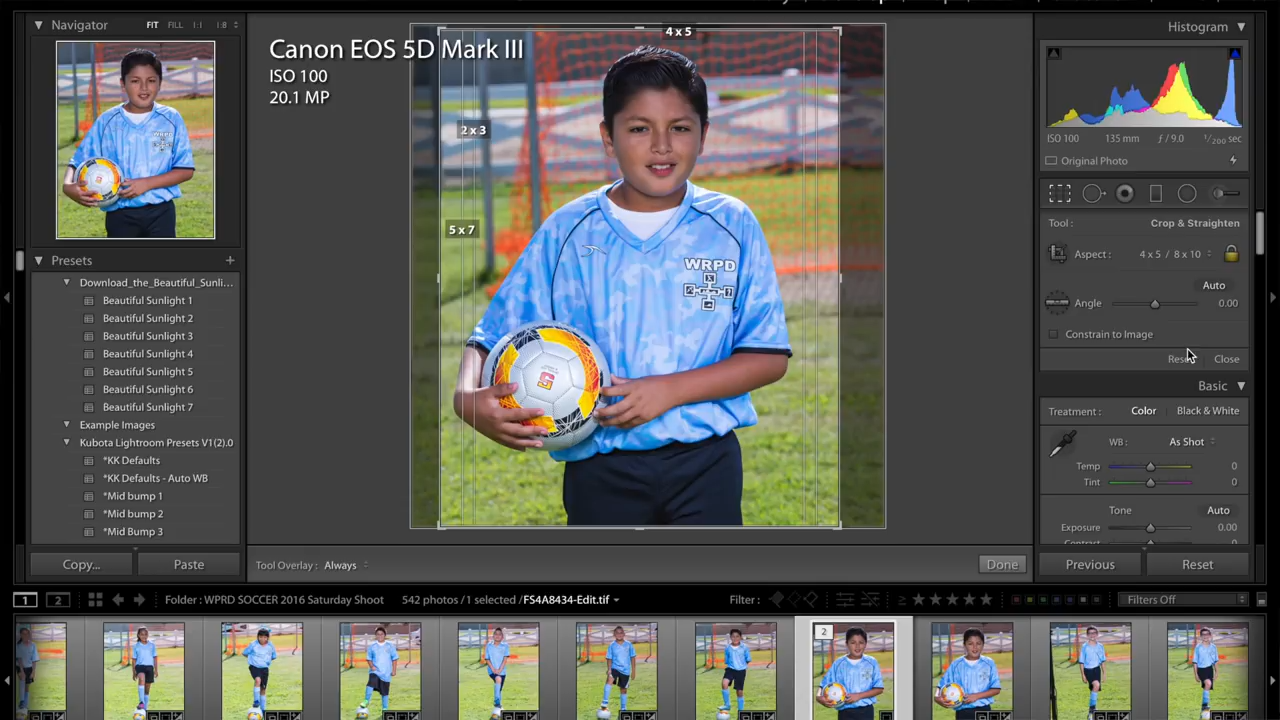 Navigator FIT FILL 1:1 1:8
Canon EOS 5D Mark III
ISO 100
20.1 MP
4 x 5
2 x 3
5 x 7
WRPD
Histogram
ISO 100 135 mm ƒ / 9.0 1/200 sec
Original Photo
Tool: Crop & Straighten
Aspect: 4 x 5 / 8 x 10
Auto
Angle 0.00
Constrain to Image
Reset Close
Basic
Treatment: Color Black & White
WB: As Shot
Temp 0
Tint 0
Tone Auto
Exposure 0.00
Contrast
Presets +
Download_the_Beautiful_Sunli...
Beautiful Sunlight 1
Beautiful Sunlight 2
Beautiful Sunlight 3
Beautiful Sunlight 4
Beautiful Sunlight 5
Beautiful Sunlight 6
Beautiful Sunlight 7
Example Images
Kubota Lightroom Presets V1(2).0
*KK Defaults
*KK Defaults - Auto WB
*Mid bump 1
*Mid bump 2
*Mid Bump 3
Copy... Paste
Tool Overlay: Always
Done
Previous Reset
1 2
Folder : WPRD SOCCER 2016 Saturday Shoot 542 photos /1 selected /FS4A8434-Edit.tif
Filter :
Filters Off
2